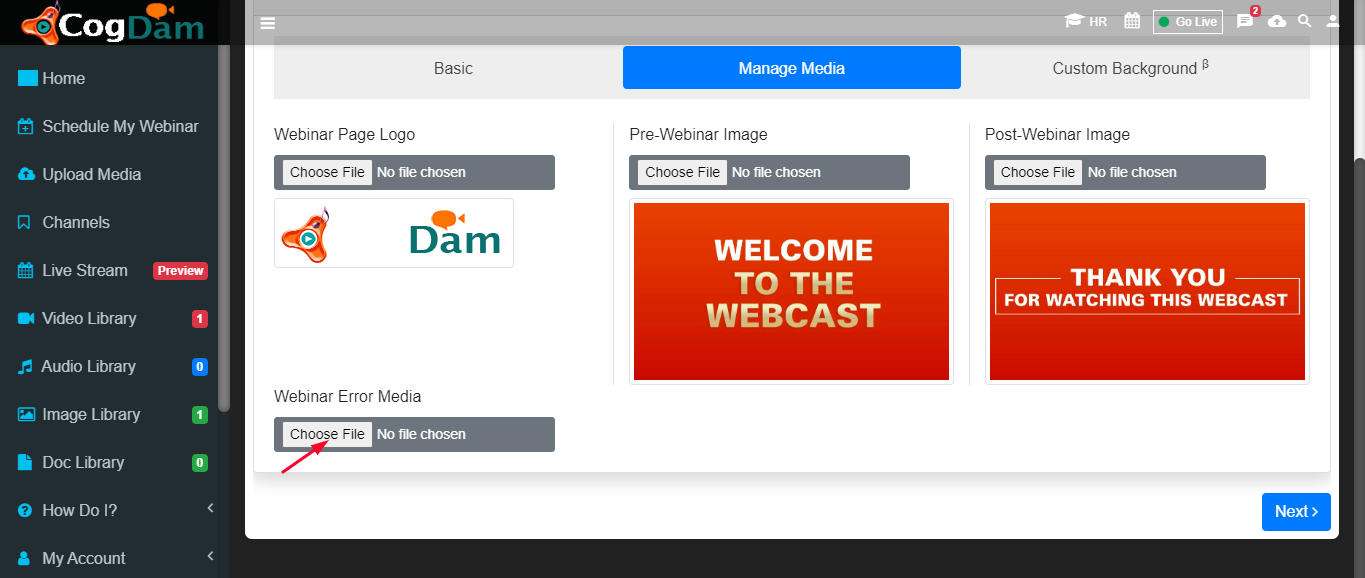 CogDam
HR
Go Live
2
Home
Schedule My Webinar
Upload Media
Channels
Live Stream Preview
Video Library 1
Audio Library 0
Image Library 1
Doc Library 0
How Do I?
My Account
Basic
Manage Media
Custom Background β
Webinar Page Logo
Choose File No file chosen
Dam
Pre-Webinar Image
Choose File No file chosen
WELCOME
TO THE
WEBCAST
Post-Webinar Image
Choose File No file chosen
THANK YOU
FOR WATCHING THIS WEBCAST
Webinar Error Media
Choose File No file chosen
Next